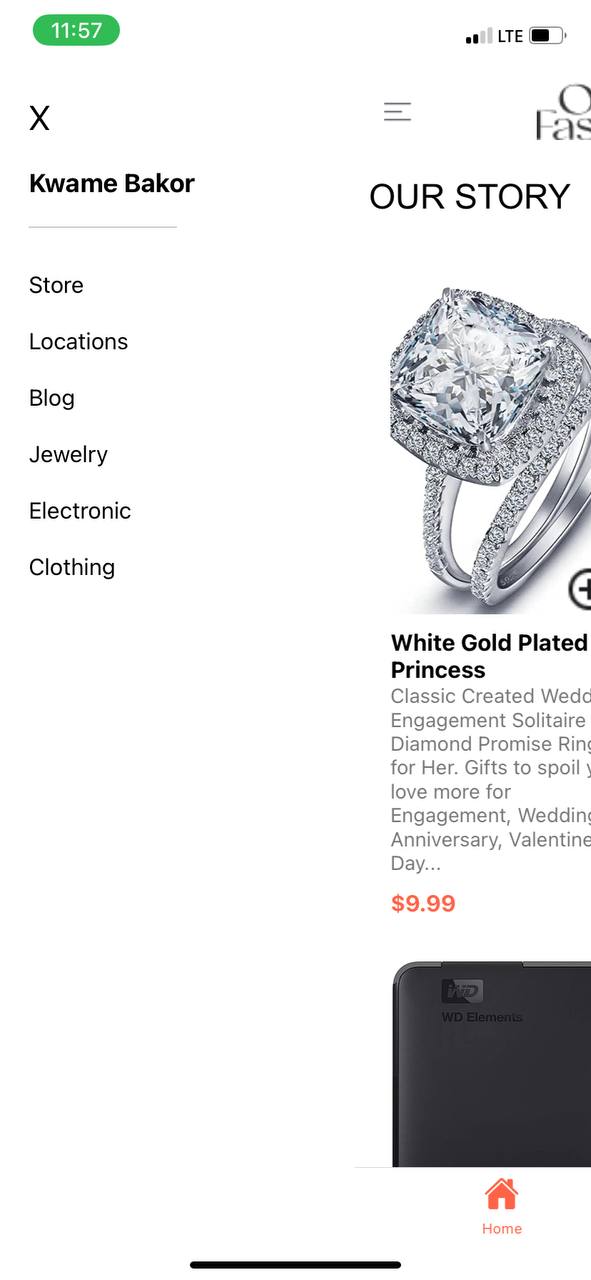 11:57
LTE
X
Kwame Bakor
Store
Locations
Blog
Jewelry
Electronic
Clothing
O
Fas
OUR STORY
White Gold Plated
Princess
Classic Created Wedd
Engagement Solitaire
Diamond Promise Ring
for Her. Gifts to spoil y
love more for
Engagement, Wedding
Anniversary, Valentine
Day...
$9.99
WD
WD Elements
Home